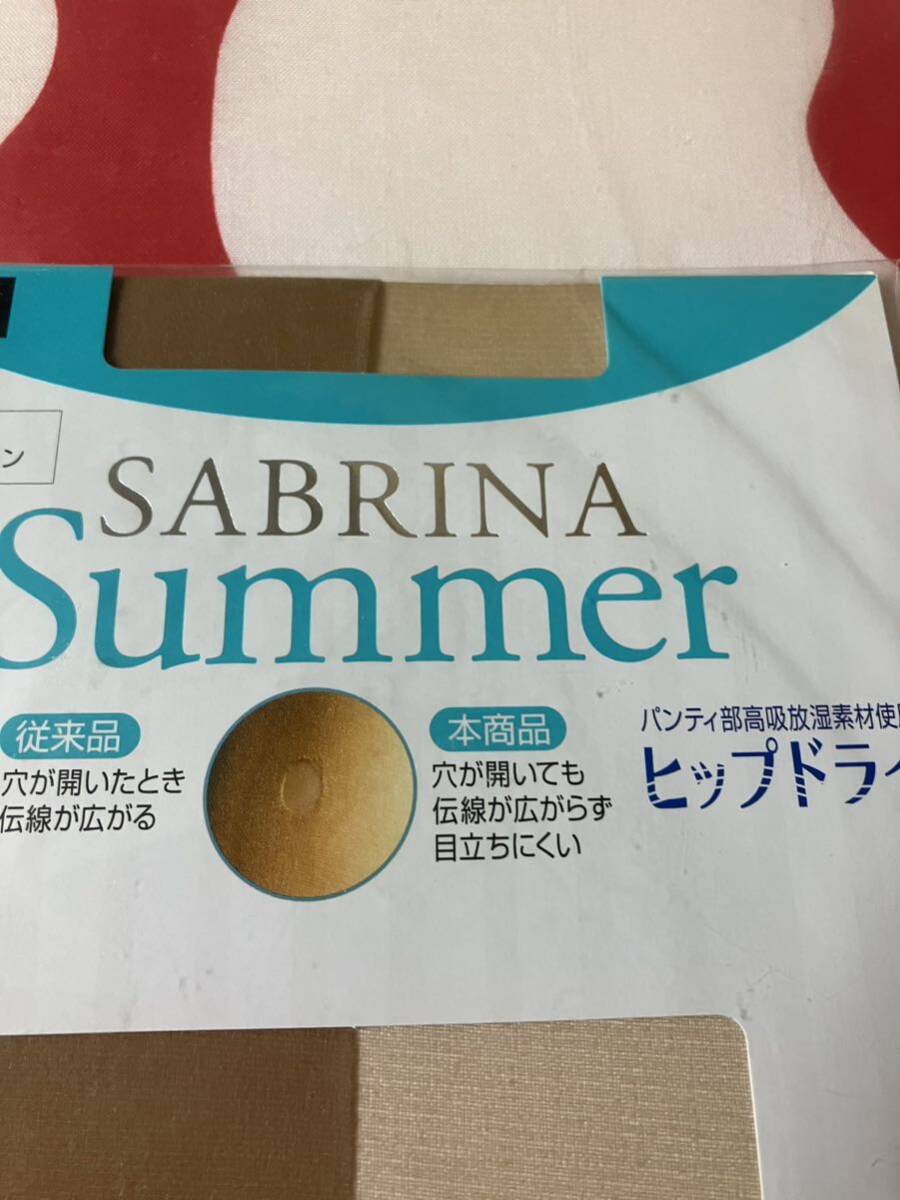 ン
SABRINA
Summer
従来品
穴が開いたとき
伝線が広がる
本商品
穴が開いても
伝線が広がらず
目立ちにくい
パンティ部高吸放湿素材使
ヒップドライ